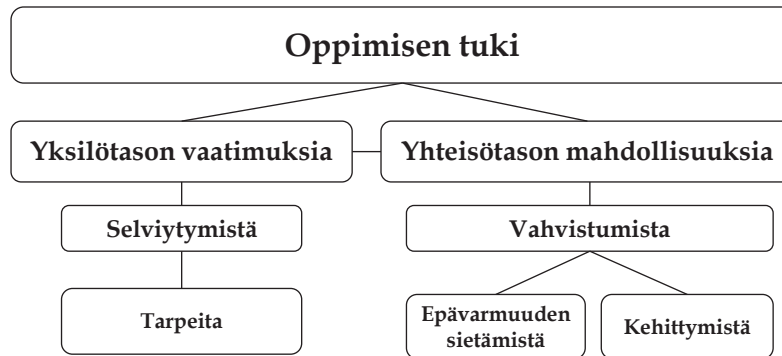 Oppimisen tuki
Yksilötason vaatimuksia
Yhteisötason mahdollisuuksia
Selviytymistä
Vahvistumista
Tarpeita
Epävarmuuden
sietämistä
Kehittymistä